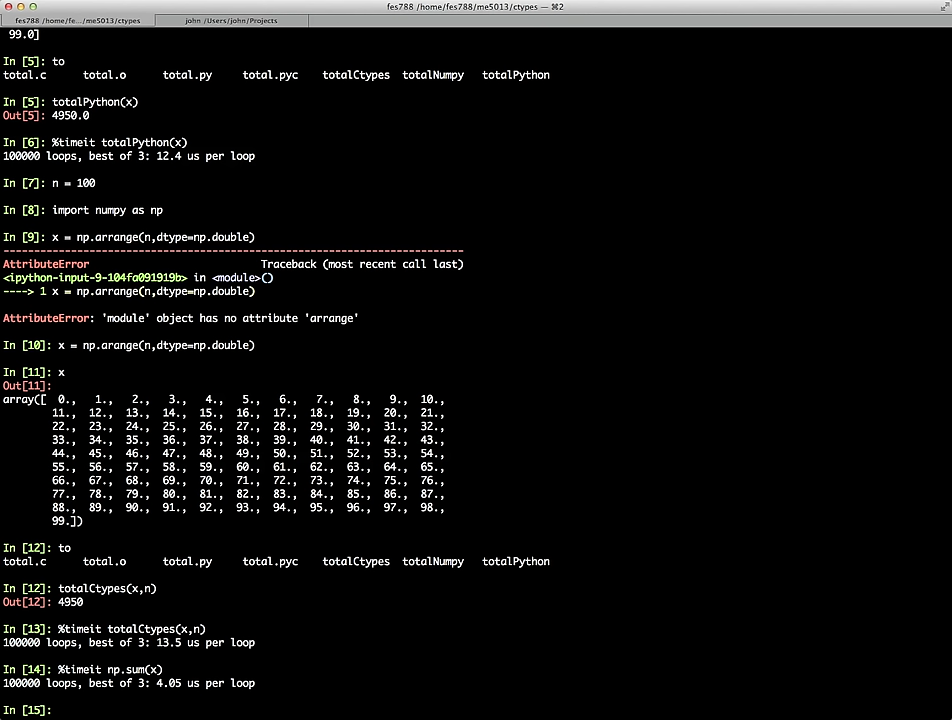 fes788 /home/fes788/me5013/ctypes — ⌘2
fes788 /home/fe.../me5013/ctypes john /Users/john/Projects
99.0]
In [5]: to
total.c total.o total.py total.pyc totalCtypes totalNumpy totalPython
In [5]: totalPython(x)
Out[5]: 4950.0
In [6]: %timeit totalPython(x)
100000 loops, best of 3: 12.4 us per loop
In [7]: n = 100
In [8]: import numpy as np
In [9]: x = np.arrange(n,dtype=np.double)
---------------------------------------------------------------------------
AttributeError Traceback (most recent call last)
<ipython-input-9-104fa091919b> in <module>()
----> 1 x = np.arrange(n,dtype=np.double)
AttributeError: 'module' object has no attribute 'arrange'
In [10]: x = np.arange(n,dtype=np.double)
In [11]: x
Out[11]:
array([ 0., 1., 2., 3., 4., 5., 6., 7., 8., 9., 10.,
11., 12., 13., 14., 15., 16., 17., 18., 19., 20., 21.,
22., 23., 24., 25., 26., 27., 28., 29., 30., 31., 32.,
33., 34., 35., 36., 37., 38., 39., 40., 41., 42., 43.,
44., 45., 46., 47., 48., 49., 50., 51., 52., 53., 54.,
55., 56., 57., 58., 59., 60., 61., 62., 63., 64., 65.,
66., 67., 68., 69., 70., 71., 72., 73., 74., 75., 76.,
77., 78., 79., 80., 81., 82., 83., 84., 85., 86., 87.,
88., 89., 90., 91., 92., 93., 94., 95., 96., 97., 98.,
99.])
In [12]: to
total.c total.o total.py total.pyc totalCtypes totalNumpy totalPython
In [12]: totalCtypes(x,n)
Out[12]: 4950
In [13]: %timeit totalCtypes(x,n)
100000 loops, best of 3: 13.5 us per loop
In [14]: %timeit np.sum(x)
100000 loops, best of 3: 4.05 us per loop
In [15]: